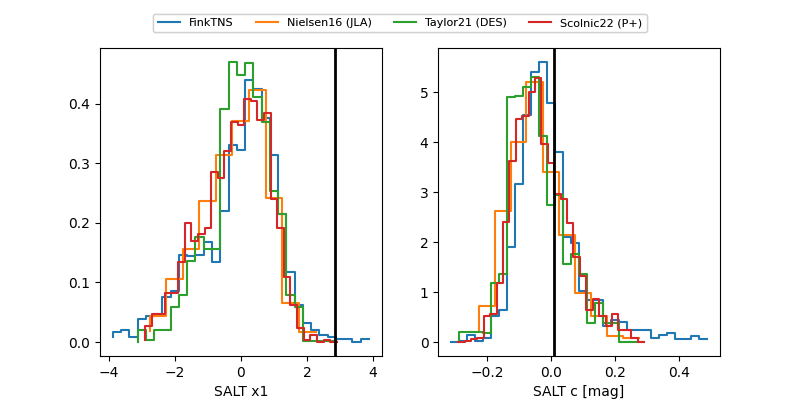 FinkTNS Nielsen16 (JLA) Taylor21 (DES) Scolnic22 (P+)
0.4
0.3
0.2
0.1
0.0
−4 −2 0 2 4
SALT x1
5
4
3
2
1
0
−0.2 0.0 0.2 0.4
SALT c [mag]